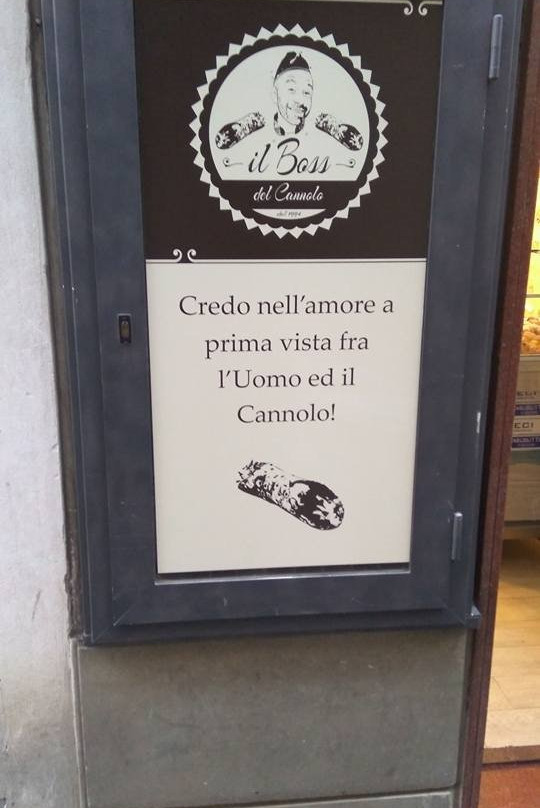 il Boss
del Cannolo
Credo nell'amore a
prima vista fra
l'Uomo ed il
Cannolo!